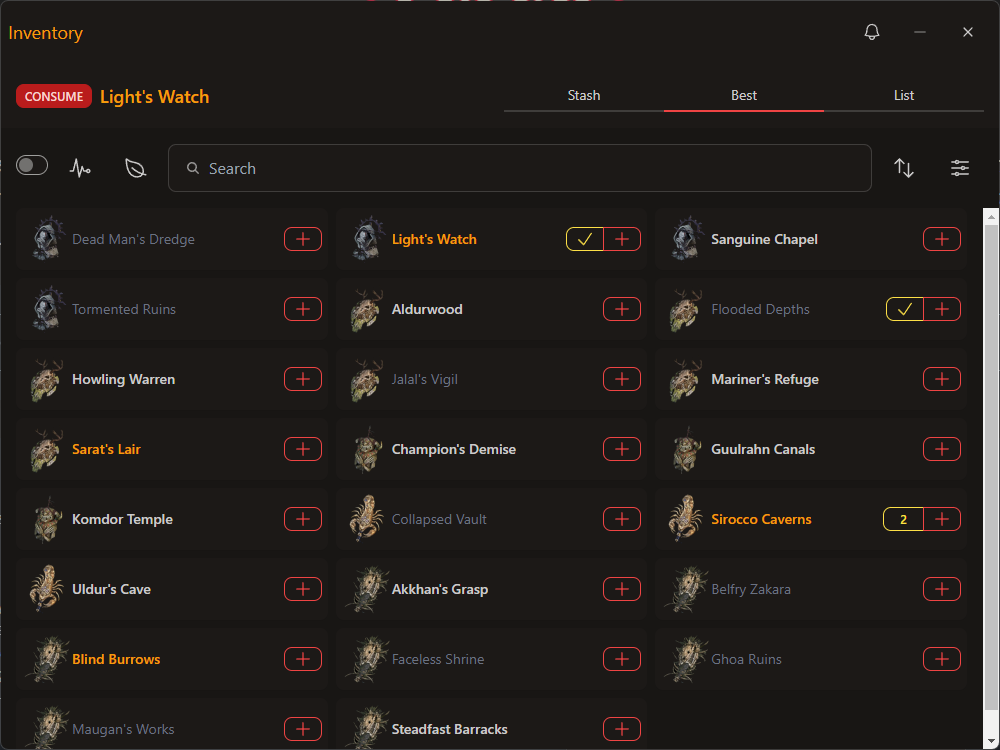 Inventory
CONSUME Light's Watch Stash Best List
Search
Dead Man's Dredge Light's Watch Sanguine Chapel
Tormented Ruins Aldurwood Flooded Depths
Howling Warren Jalal's Vigil Mariner's Refuge
Sarat's Lair Champion's Demise Guulrahn Canals
Komdor Temple Collapsed Vault Sirocco Caverns 2
Uldur's Cave Akkhan's Grasp Belfry Zakara
Blind Burrows Faceless Shrine Ghoa Ruins
Maugan's Works Steadfast Barracks